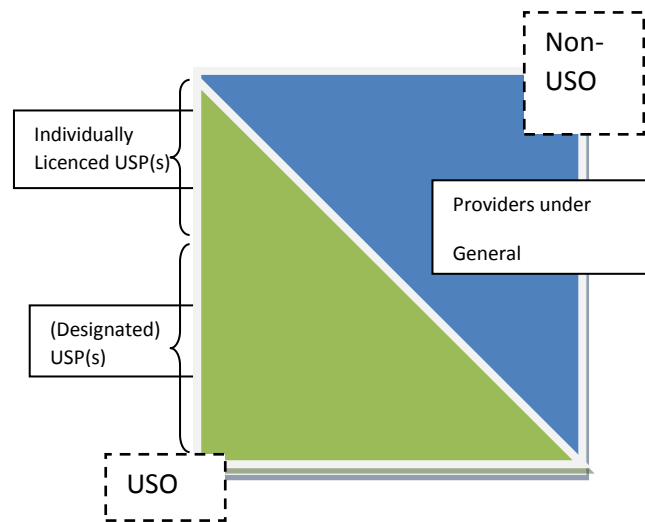 Non-
USO
Individually
Licenced USP(s)
Providers under
General
(Designated)
USP(s)
USO